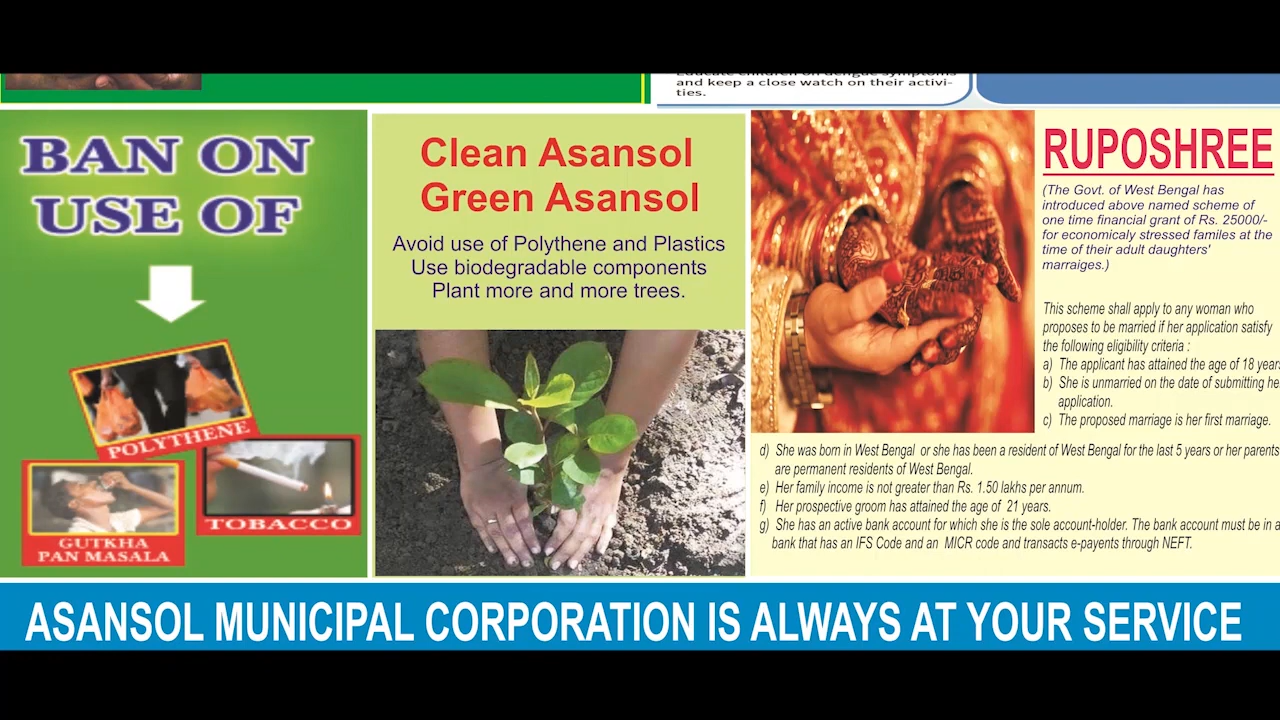 and keep a close watch on their activi-
ties.
BAN ON
USE OF
POLYTHENE
TOBACCO
GUTKHA
PAN MASALA
Clean Asansol
Green Asansol
Avoid use of Polythene and Plastics
Use biodegradable components
Plant more and more trees.
RUPOSHREE
(The Govt. of West Bengal has
introduced above named scheme of
one time financial grant of Rs. 25000/-
for economicaly stressed familes at the
time of their adult daughters'
marraiges.)
This scheme shall apply to any woman who
proposes to be married if her application satisfy
the following eligibility criteria :
a) The applicant has attained the age of 18 years
b) She is unmarried on the date of submitting he
application.
c) The proposed marriage is her first marriage.
d) She was born in West Bengal or she has been a resident of West Bengal for the last 5 years or her parents
are permanent residents of West Bengal.
e) Her family income is not greater than Rs. 1.50 lakhs per annum.
f) Her prospective groom has attained the age of 21 years.
g) She has an active bank account for which she is the sole account-holder. The bank account must be in a
bank that has an IFS Code and an MICR code and transacts e-payents through NEFT.
ASANSOL MUNICIPAL CORPORATION IS ALWAYS AT YOUR SERVICE